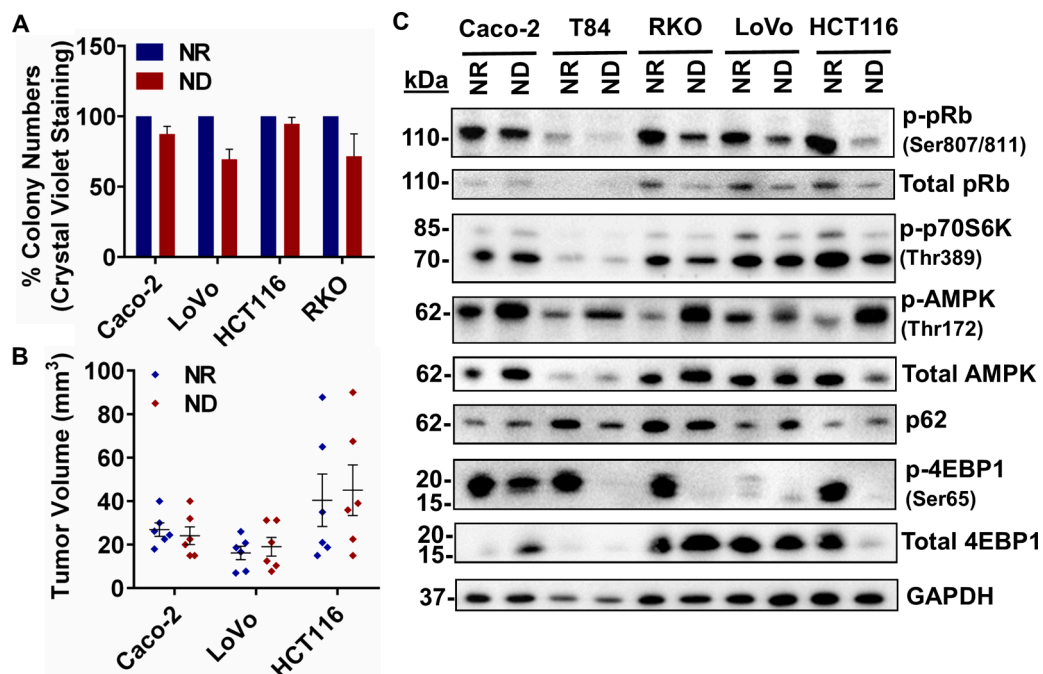 A
% Colony Numbers
(Crystal Violet Staining)
150
100
50
0
NR
ND
Caco-2
LoVo
HCT116
RKO
B
Tumor Volume (mm³)
100
80
60
40
20
0
NR
ND
Caco-2
LoVo
HCT116
C
Caco-2 T84 RKO LoVo HCT116
kDa NR ND NR ND NR ND NR ND NR ND
110- p-pRb
(Ser807/811)
110- Total pRb
85- p-p70S6K
70- (Thr389)
62- p-AMPK
(Thr172)
62- Total AMPK
62- p62
20- p-4EBP1
15- (Ser65)
20- Total 4EBP1
15-
37- GAPDH